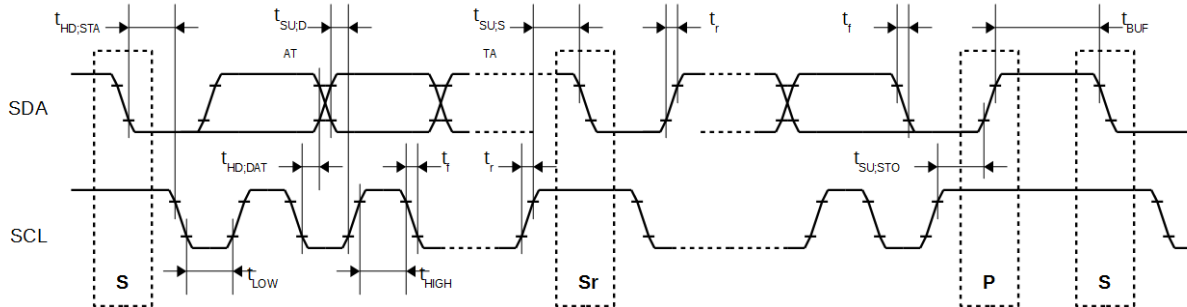 tHD;STA
tSU;D
AT
tSU;S
TA
tr
tf
tBUF
SDA
tHD;DAT
tf
tr
tSU;STO
SCL
tLOW
tHIGH
S
Sr
P
S